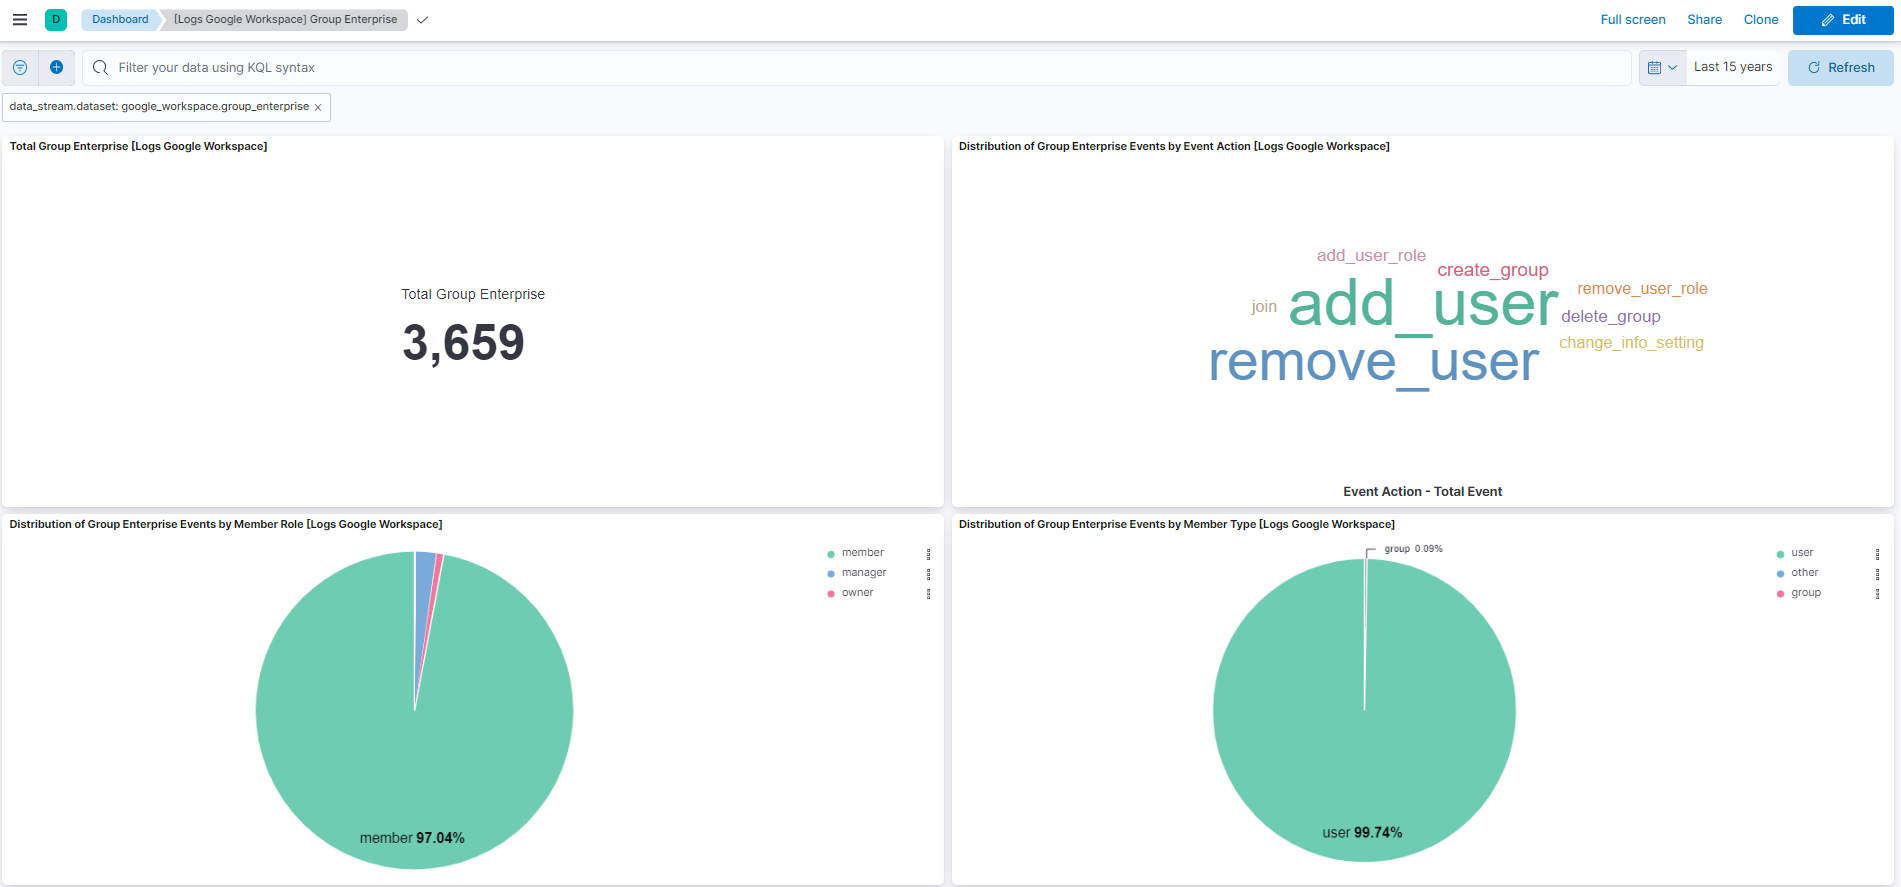 D
Dashboard
[Logs Google Workspace] Group Enterprise
Full screen
Share
Clone
Edit
Filter your data using KQL syntax
Last 15 years
Refresh
data_stream.dataset: google_workspace.group_enterprise ×
Total Group Enterprise [Logs Google Workspace]
Total Group Enterprise
3,659
Distribution of Group Enterprise Events by Event Action [Logs Google Workspace]
add_user_role
create_group
remove_user_role
join
add_user
delete_group
change_info_setting
remove_user
Event Action - Total Event
Distribution of Group Enterprise Events by Member Role [Logs Google Workspace]
member
manager
owner
member 97.04%
Distribution of Group Enterprise Events by Member Type [Logs Google Workspace]
group 0.09%
user
other
group
user 99.74%